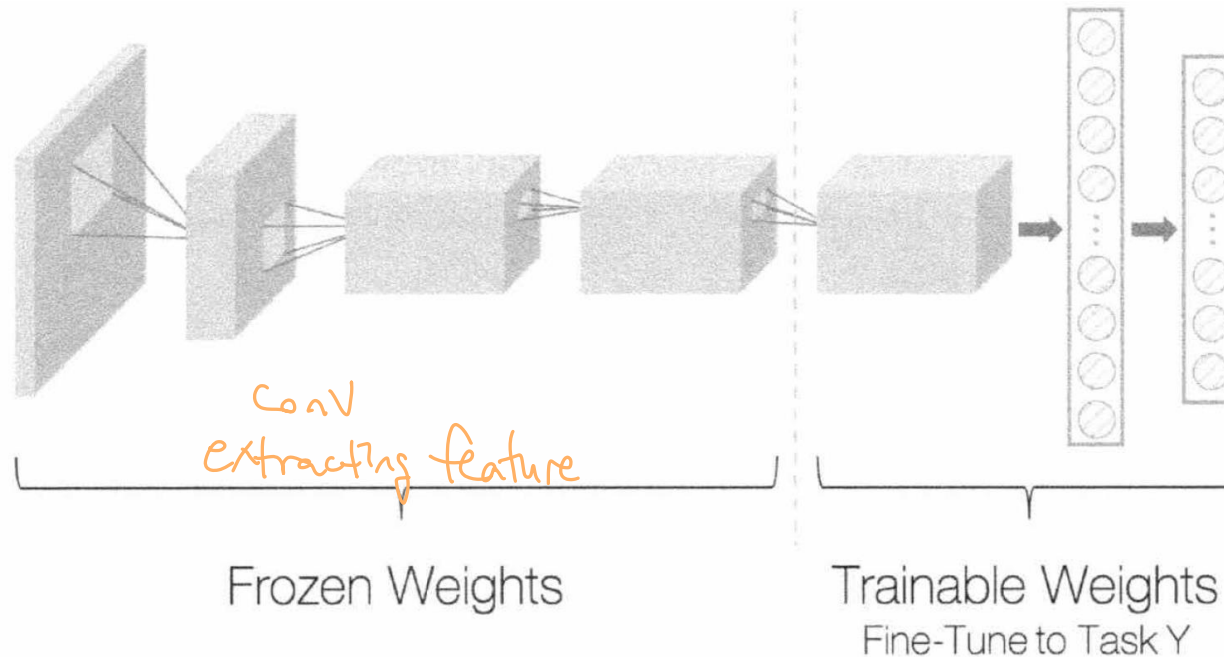 conv
extracting feature
Frozen Weights
Trainable Weights
Fine-Tune to Task Y